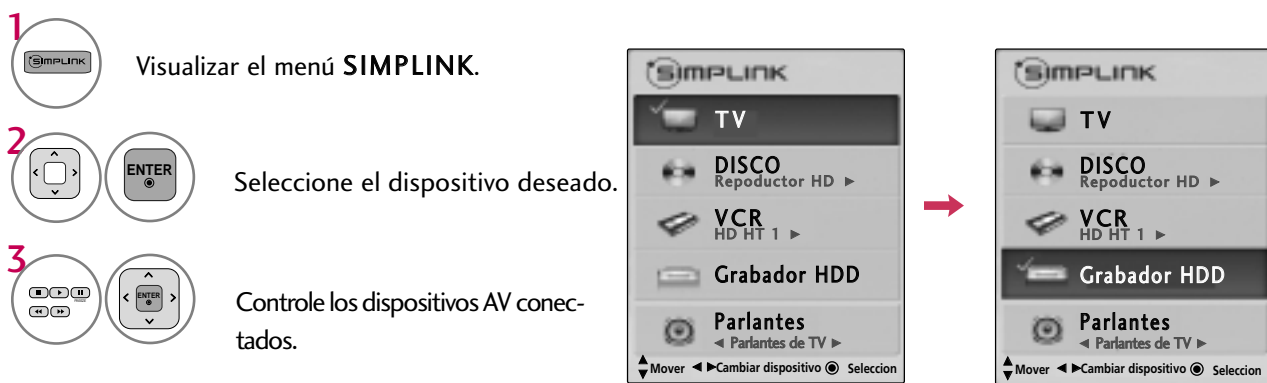 1
SIMPLINK
Visualizar el menú SIMPLINK.
2
ENTER
Seleccione el dispositivo deseado.
3
ENTER
Controle los dispositivos AV conec-
tados.
SIMPLINK
TV
DISCO
Repoductor HD ►
VCR
HD HT 1 ►
Grabador HDD
Parlantes
◄ Parlantes de TV ►
▲▼Mover ◄ ►Cambiar dispositivo ◉ Seleccion
SIMPLINK
TV
DISCO
Repoductor HD ►
VCR
HD HT 1 ►
Grabador HDD
Parlantes
◄ Parlantes de TV ►
▲▼Mover ◄ ►Cambiar dispositivo ◉ Seleccion